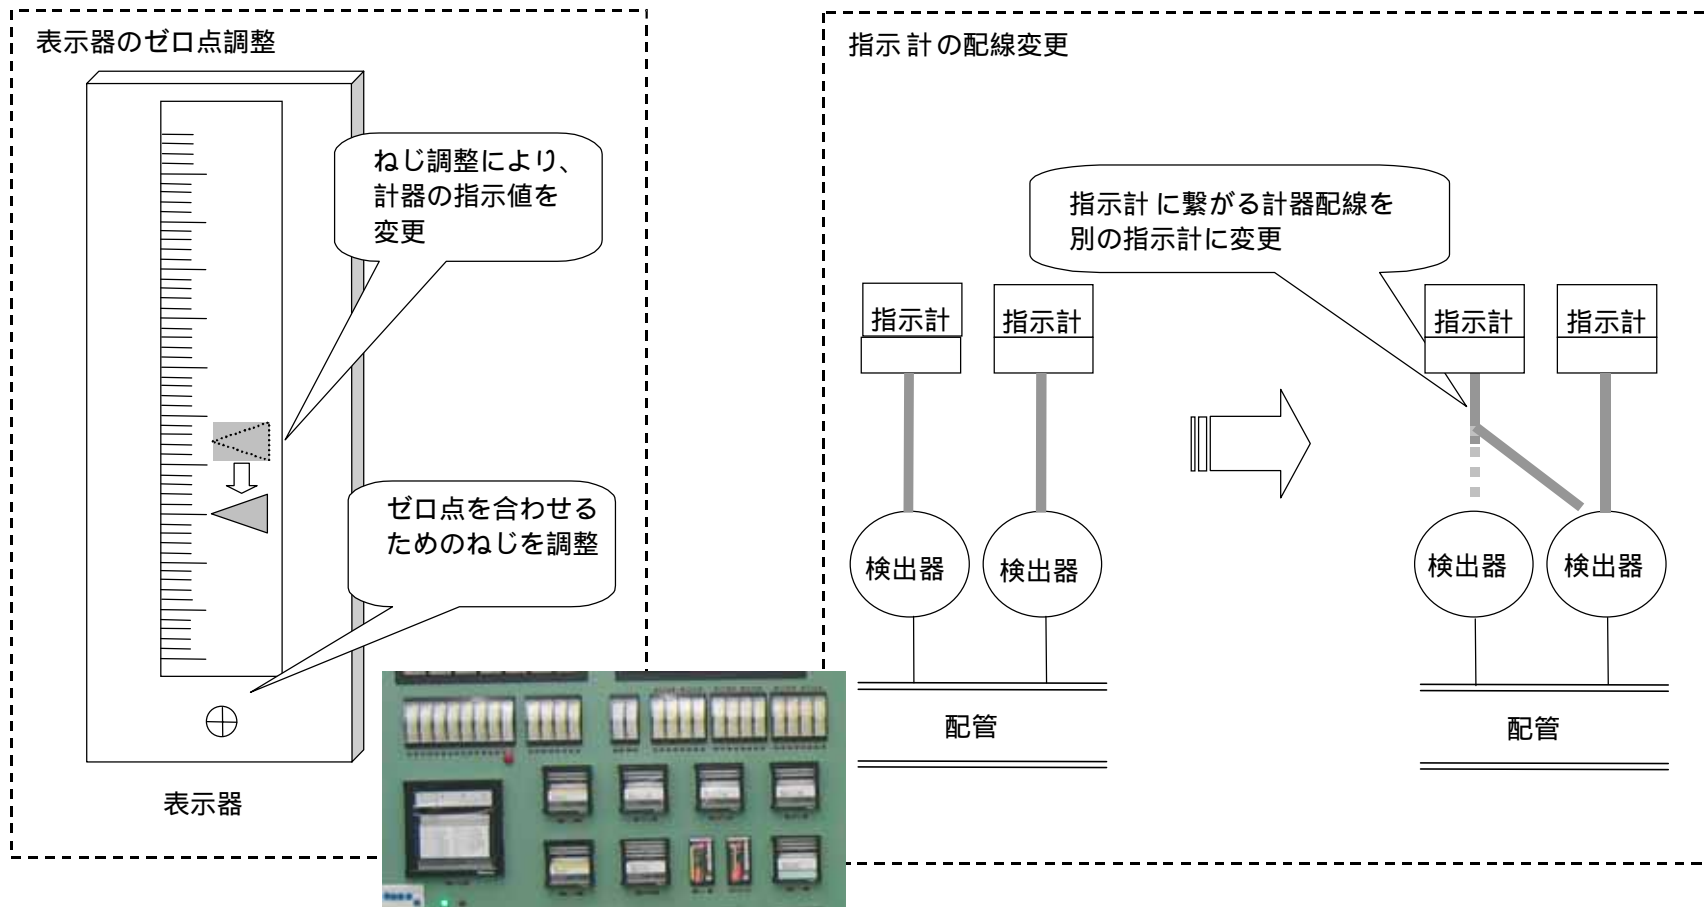 表示器のゼロ点調整
ねじ調整により、
計器の指示値を
変更
ゼロ点を合わせる
ためのねじを調整
表示器
指示計の配線変更
指示計に繋がる計器配線を
別の指示計に変更
指示計
指示計
検出器
検出器
配管
指示計
指示計
検出器
検出器
配管